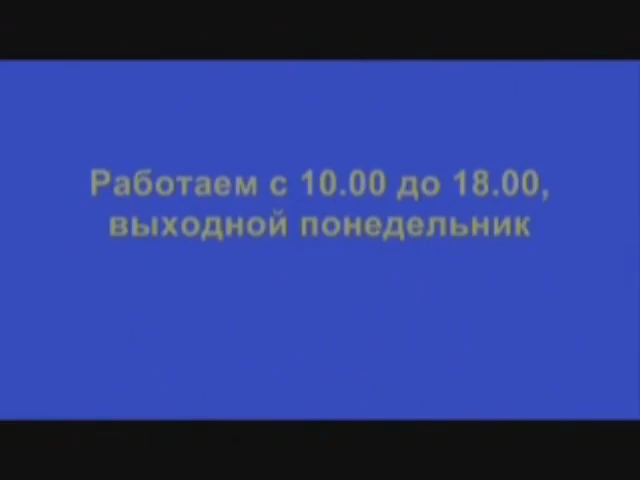 Работаем с 10.00 до 18.00,
выходной понедельник